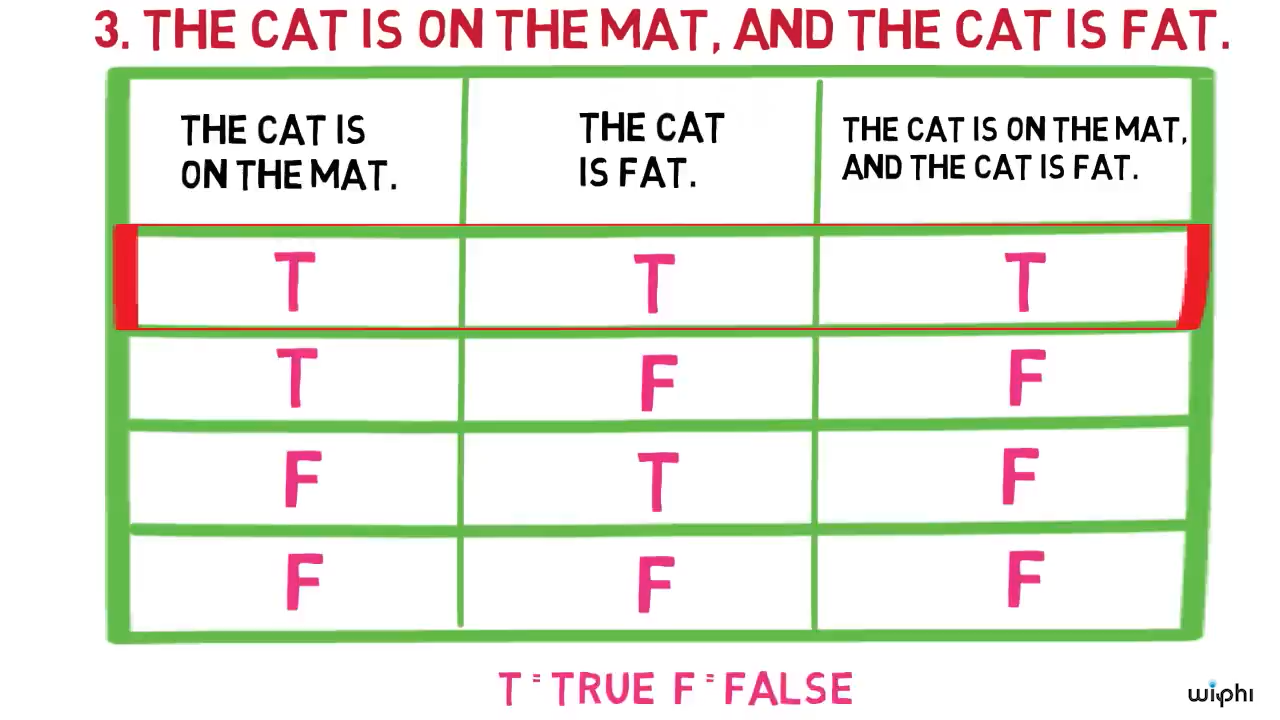 3. THE CAT IS ON THE MAT, AND THE CAT IS FAT.
THE CAT IS
ON THE MAT.
THE CAT
IS FAT.
THE CAT IS ON THE MAT,
AND THE CAT IS FAT.
T T T
T F F
F T F
F F F
T = TRUE F = FALSE
wiphi